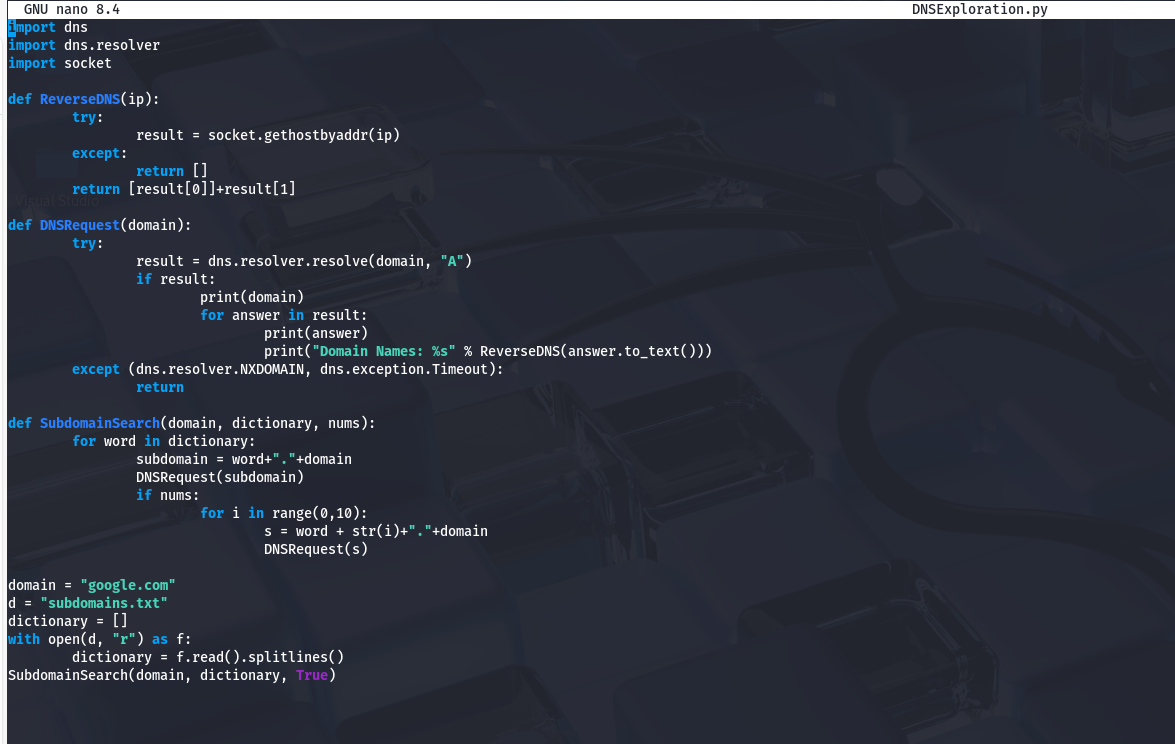 GNU nano 8.4 DNSExploration.py
import dns
import dns.resolver
import socket
def ReverseDNS(ip):
try:
result = socket.gethostbyaddr(ip)
except:
return []
return [result[0]]+result[1]
Visual Studio
def DNSRequest(domain):
try:
result = dns.resolver.resolve(domain, "A")
if result:
print(domain)
for answer in result:
print(answer)
print("Domain Names: %s" % ReverseDNS(answer.to_text()))
except (dns.resolver.NXDOMAIN, dns.exception.Timeout):
return
def SubdomainSearch(domain, dictionary, nums):
for word in dictionary:
subdomain = word+"."+domain
DNSRequest(subdomain)
if nums:
for i in range(0,10):
s = word + str(i)+"."+domain
DNSRequest(s)
domain = "google.com"
d = "subdomains.txt"
dictionary = []
with open(d, "r") as f:
dictionary = f.read().splitlines()
SubdomainSearch(domain, dictionary, True)